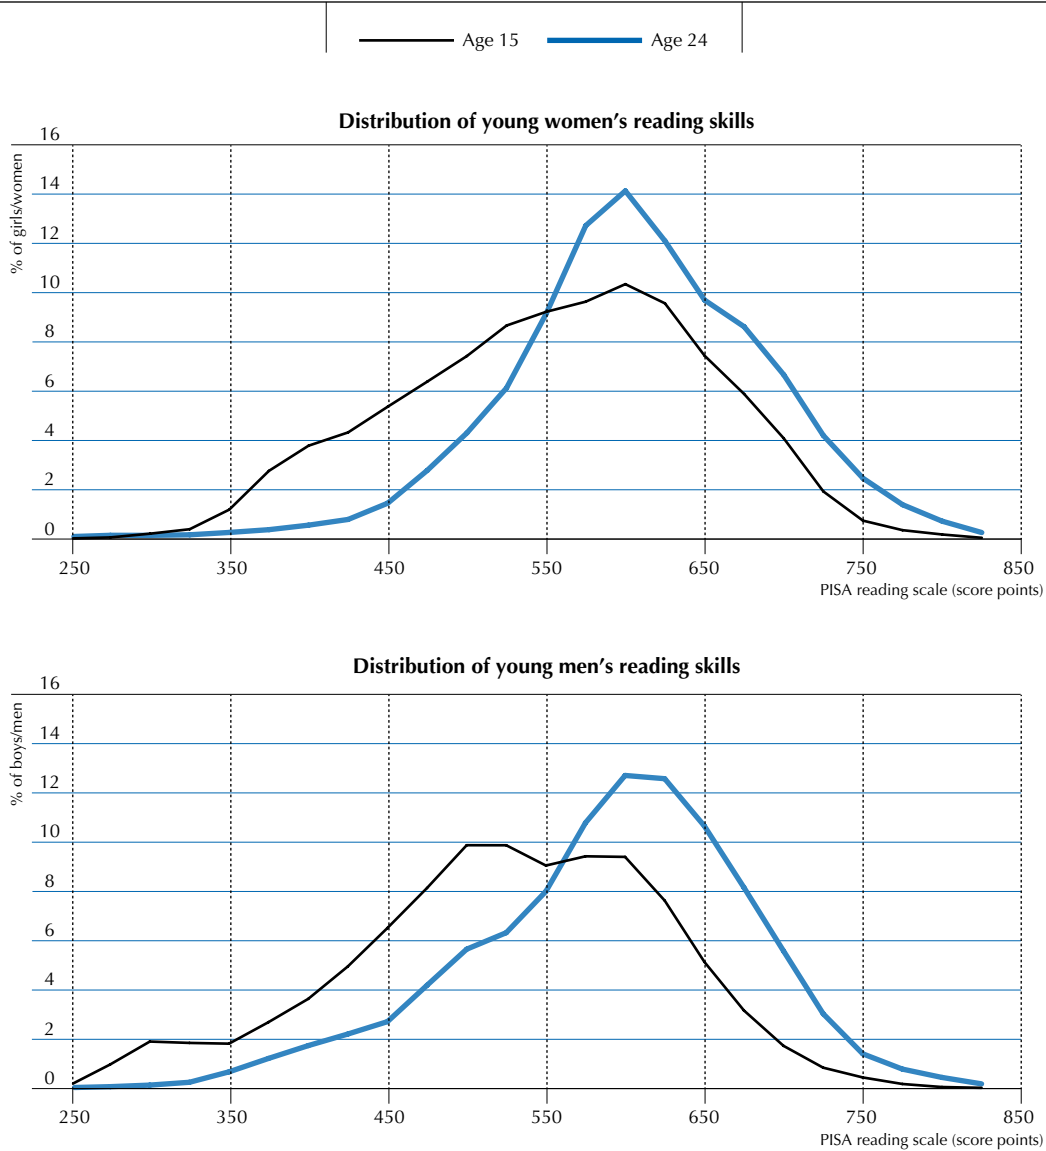 Age 15 Age 24
Distribution of young women's reading skills
% of girls/women
16
14
12
10
8
6
4
2
0
250 350 450 550 650 750 850
PISA reading scale (score points)
Distribution of young men's reading skills
% of boys/men
16
14
12
10
8
6
4
2
0
250 350 450 550 650 750 850
PISA reading scale (score points)